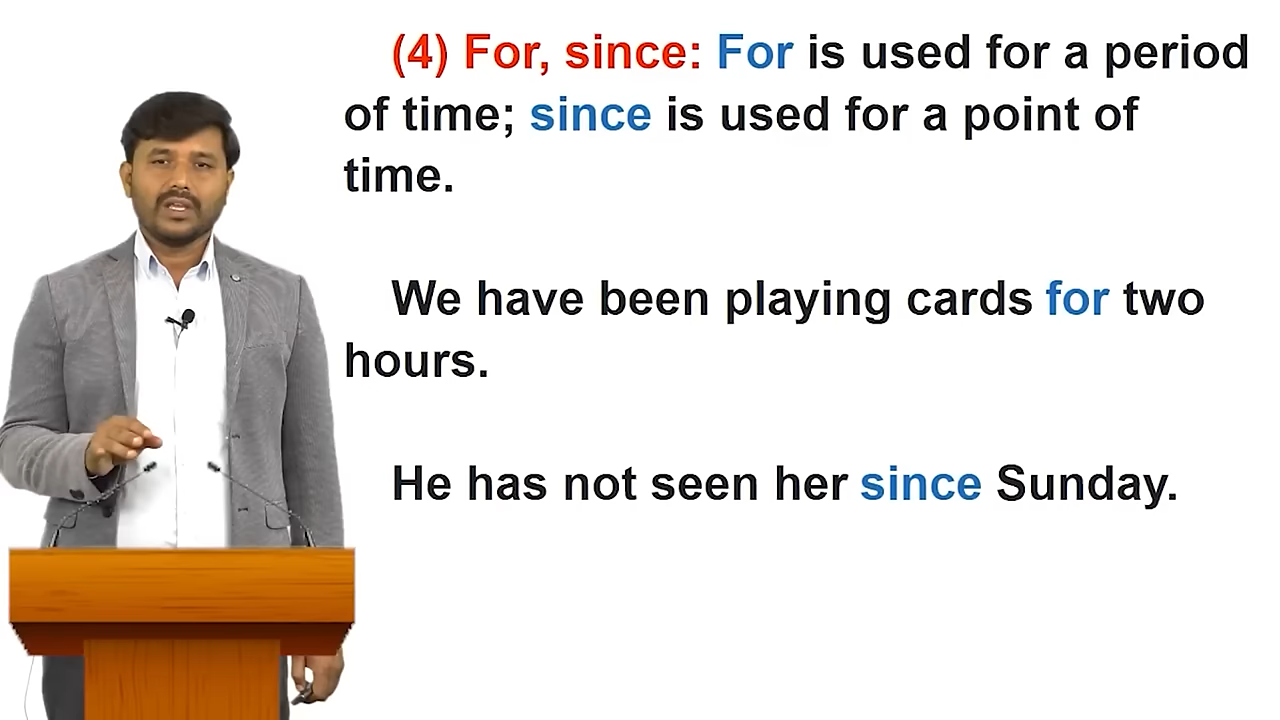 (4) For, since: For is used for a period
of time; since is used for a point of
time.
We have been playing cards for two
hours.
He has not seen her since Sunday.